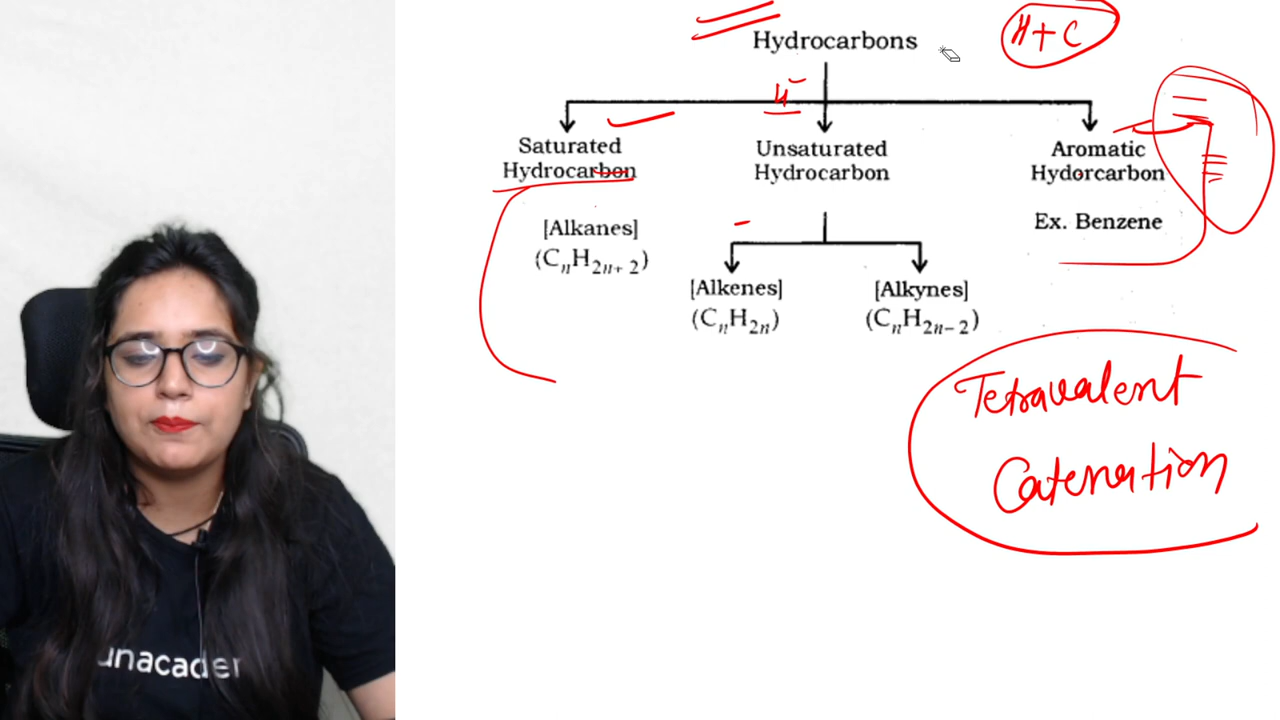 Hydrocarbons
H + C
4
Saturated
Hydrocarbon
Unsaturated
Hydrocarbon
Aromatic
Hydorcarbon
[Alkanes]
(CnH2n+2)
Ex. Benzene
[Alkenes]
(CnH2n)
[Alkynes]
(CnH2n-2)
Tetravalent
Catenation
unacader